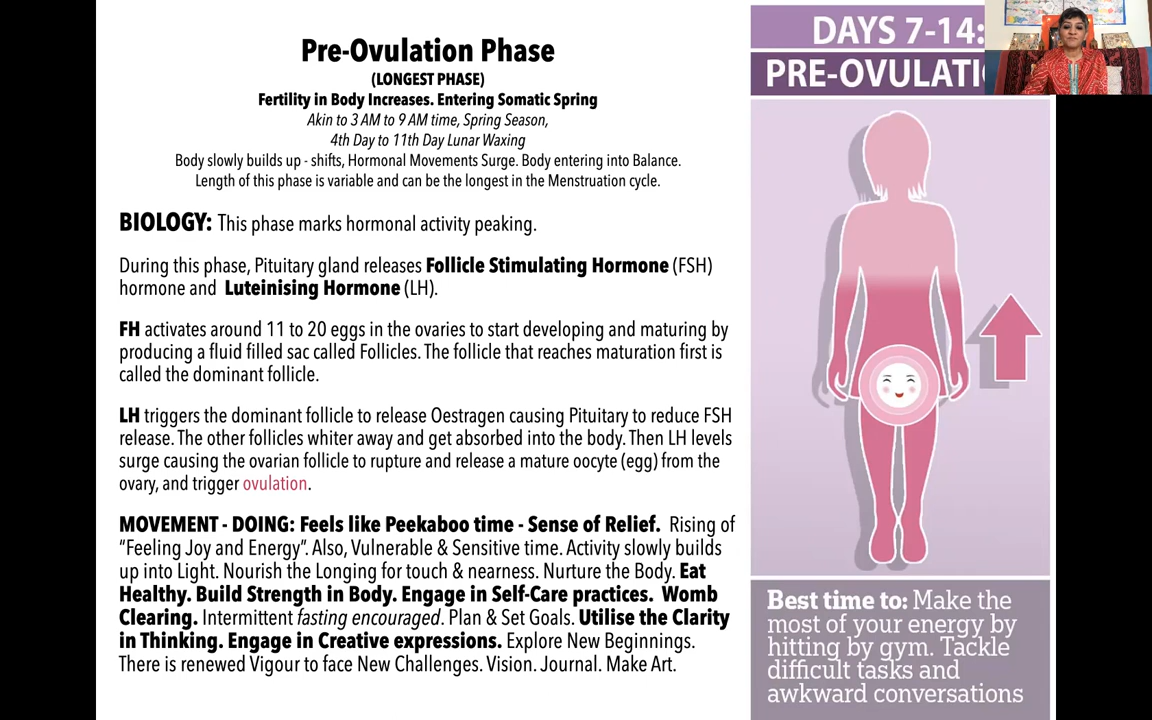 Pre-Ovulation Phase
(LONGEST PHASE)
Fertility in Body Increases. Entering Somatic Spring
Akin to 3 AM to 9 AM time, Spring Season,
4th Day to 11th Day Lunar Waxing
Body slowly builds up - shifts, Hormonal Movements Surge. Body entering into Balance.
Length of this phase is variable and can be the longest in the Menstruation cycle.
BIOLOGY: This phase marks hormonal activity peaking.
During this phase, Pituitary gland releases Follicle Stimulating Hormone (FSH)
hormone and Luteinising Hormone (LH).
FH activates around 11 to 20 eggs in the ovaries to start developing and maturing by
producing a fluid filled sac called Follicles. The follicle that reaches maturation first is
called the dominant follicle.
LH triggers the dominant follicle to release Oestragen causing Pituitary to reduce FSH
release. The other follicles whiter away and get absorbed into the body. Then LH levels
surge causing the ovarian follicle to rupture and release a mature oocyte (egg) from the
ovary, and trigger ovulation.
MOVEMENT - DOING: Feels like Peekaboo time - Sense of Relief. Rising of
“Feeling Joy and Energy”. Also, Vulnerable & Sensitive time. Activity slowly builds
up into Light. Nourish the Longing for touch & nearness. Nurture the Body. Eat
Healthy. Build Strength in Body. Engage in Self-Care practices. Womb
Clearing. Intermittent fasting encouraged. Plan & Set Goals. Utilise the Clarity
in Thinking. Engage in Creative expressions. Explore New Beginnings.
There is renewed Vigour to face New Challenges. Vision. Journal. Make Art.
DAYS 7-14:
PRE-OVULATI
Best time to: Make the
most of your energy by
hitting by gym. Tackle
difficult tasks and
awkward conversations